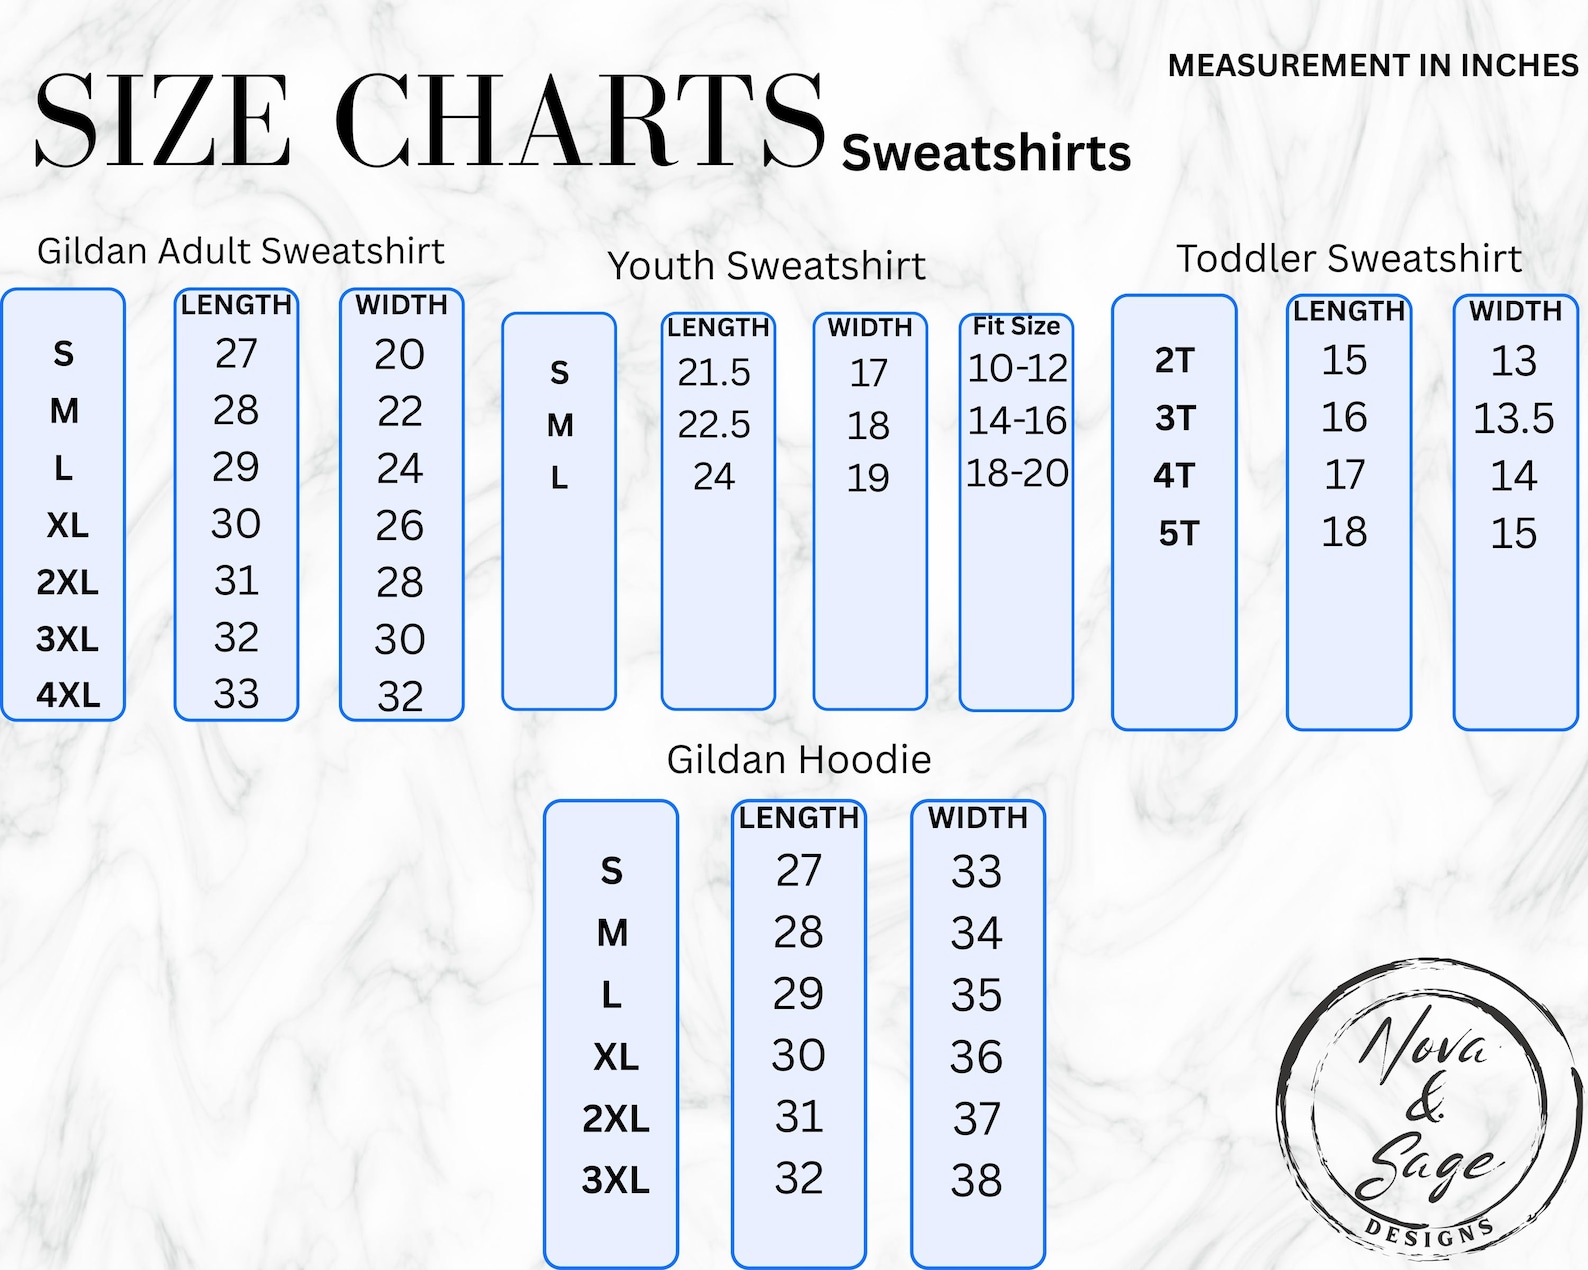 MEASUREMENT IN INCHES
SIZE CHARTS Sweatshirts
Gildan Adult Sweatshirt
LENGTH WIDTH
S 27 20
M 28 22
L 29 24
XL 30 26
2XL 31 28
3XL 32 30
4XL 33 32
Youth Sweatshirt
LENGTH WIDTH Fit Size
S 21.5 17 10-12
M 22.5 18 14-16
L 24 19 18-20
Toddler Sweatshirt
LENGTH WIDTH
2T 15 13
3T 16 13.5
4T 17 14
5T 18 15
Gildan Hoodie
LENGTH WIDTH
S 27 33
M 28 34
L 29 35
XL 30 36
2XL 31 37
3XL 32 38
Nova
&
Sage
DESIGNS